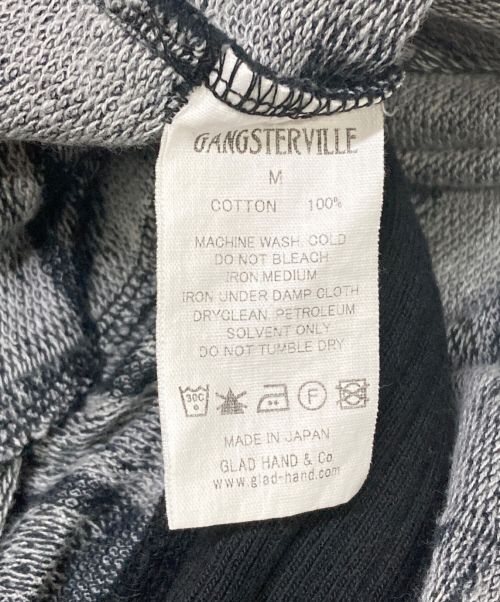 GANGSTERVILLE
M
COTTON 100%
MACHINE WASH COLD
DO NOT BLEACH
IRON MEDIUM
IRON UNDER DAMP CLOTH
DRYCLEAN, PETROLEUM
SOLVENT ONLY
DO NOT TUMBLE DRY
30C F
MADE IN JAPAN
GLAD HAND & Co
www.glad-hand.com